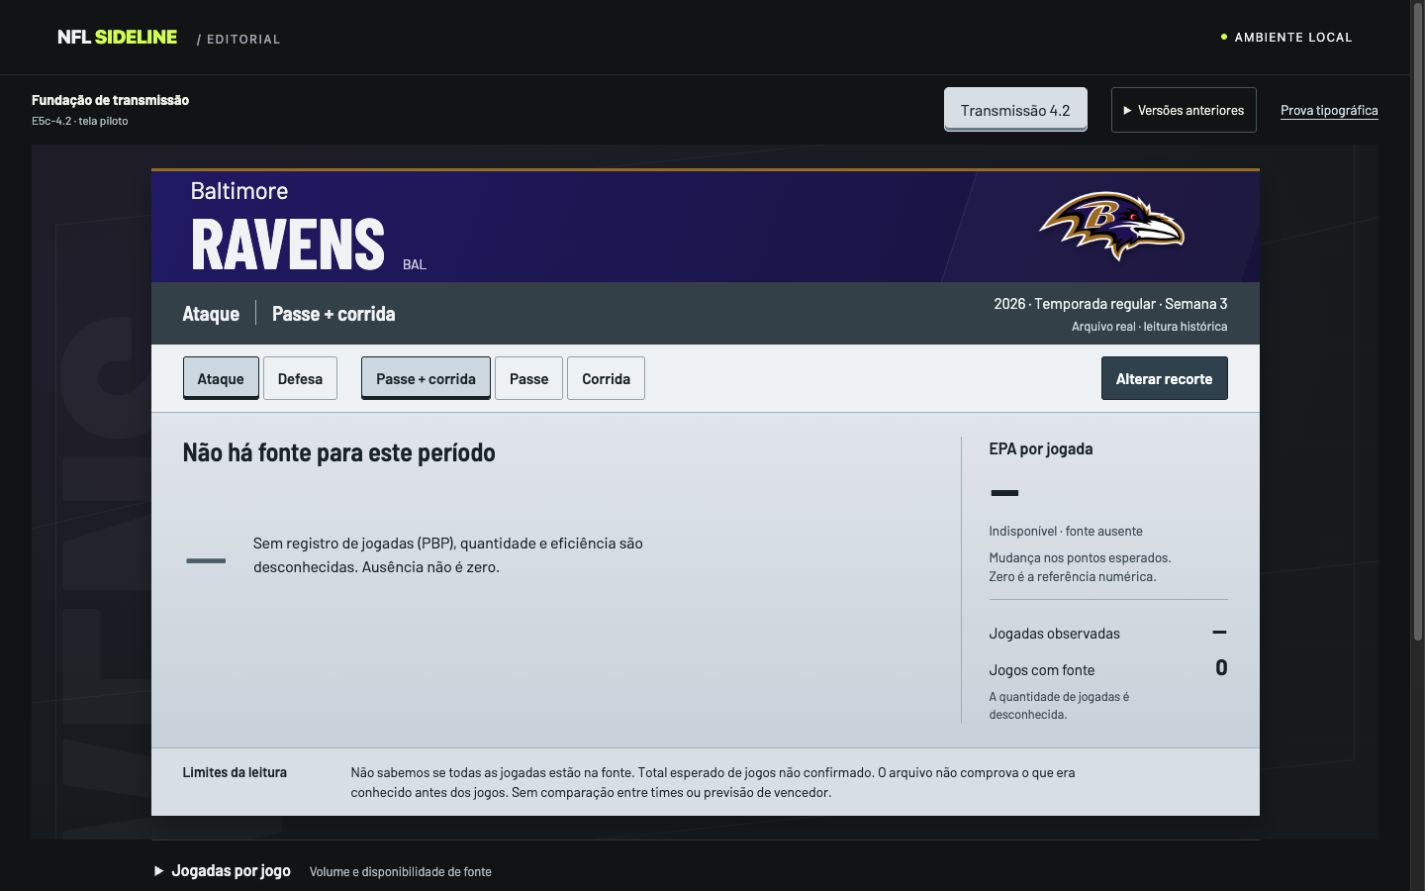 NFL SIDELINE / EDITORIAL
AMBIENTE LOCAL
Fundação de transmissão
E5c-4.2 · tela piloto
Transmissão 4.2
Versões anteriores
Prova tipográfica
Baltimore
RAVENS BAL
B
Ataque Passe + corrida
2026 · Temporada regular · Semana 3
Arquivo real · leitura histórica
Ataque Defesa Passe + corrida Passe Corrida Alterar recorte
Não há fonte para este período
— Sem registro de jogadas (PBP), quantidade e eficiência são
desconhecidas. Ausência não é zero.
EPA por jogada
—
Indisponível · fonte ausente
Mudança nos pontos esperados.
Zero é a referência numérica.
Jogadas observadas —
Jogos com fonte 0
A quantidade de jogadas é
desconhecida.
Limites da leitura
Não sabemos se todas as jogadas estão na fonte. Total esperado de jogos não confirmado. O arquivo não comprova o que era
conhecido antes dos jogos. Sem comparação entre times ou previsão de vencedor.
Jogadas por jogo Volume e disponibilidade de fonte